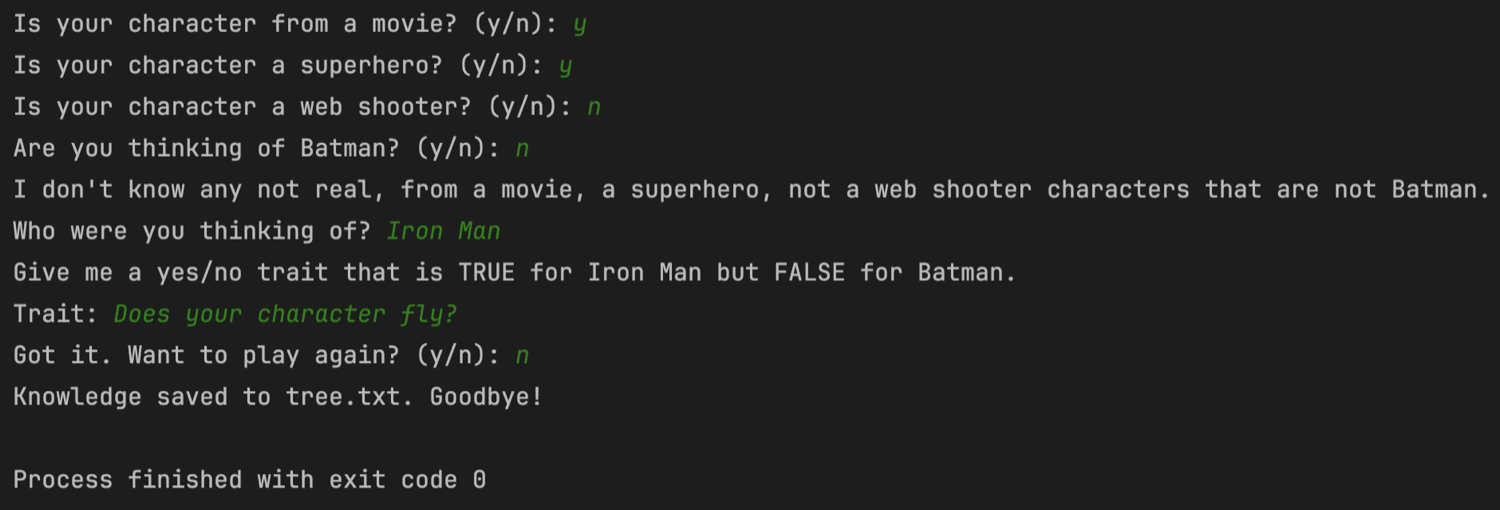 Is your character from a movie? (y/n): y
Is your character a superhero? (y/n): y
Is your character a web shooter? (y/n): n
Are you thinking of Batman? (y/n): n
I don't know any not real, from a movie, a superhero, not a web shooter characters that are not Batman.
Who were you thinking of? Iron Man
Give me a yes/no trait that is TRUE for Iron Man but FALSE for Batman.
Trait: Does your character fly?
Got it. Want to play again? (y/n): n
Knowledge saved to tree.txt. Goodbye!
Process finished with exit code 0